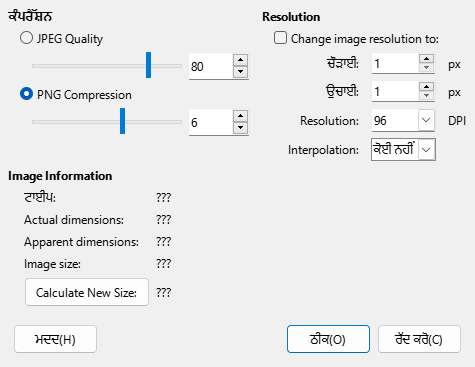 ਕੰਪਰੈੱਸ਼ਨ
JPEG Quality
80
PNG Compression
6
Resolution
Change image resolution to:
ਚੌੜਾਈ: 1 px
ਉਚਾਈ: 1 px
Resolution: 96 DPI
Interpolation: ਕੋਈ ਨਹੀਂ
Image Information
ਟਾਈਪ: ???
Actual dimensions: ???
Apparent dimensions: ???
Image size: ???
Calculate New Size: ???
ਮਦਦ(H)
ਠੀਕ(O)
ਰੱਦ ਕਰੋ(C)